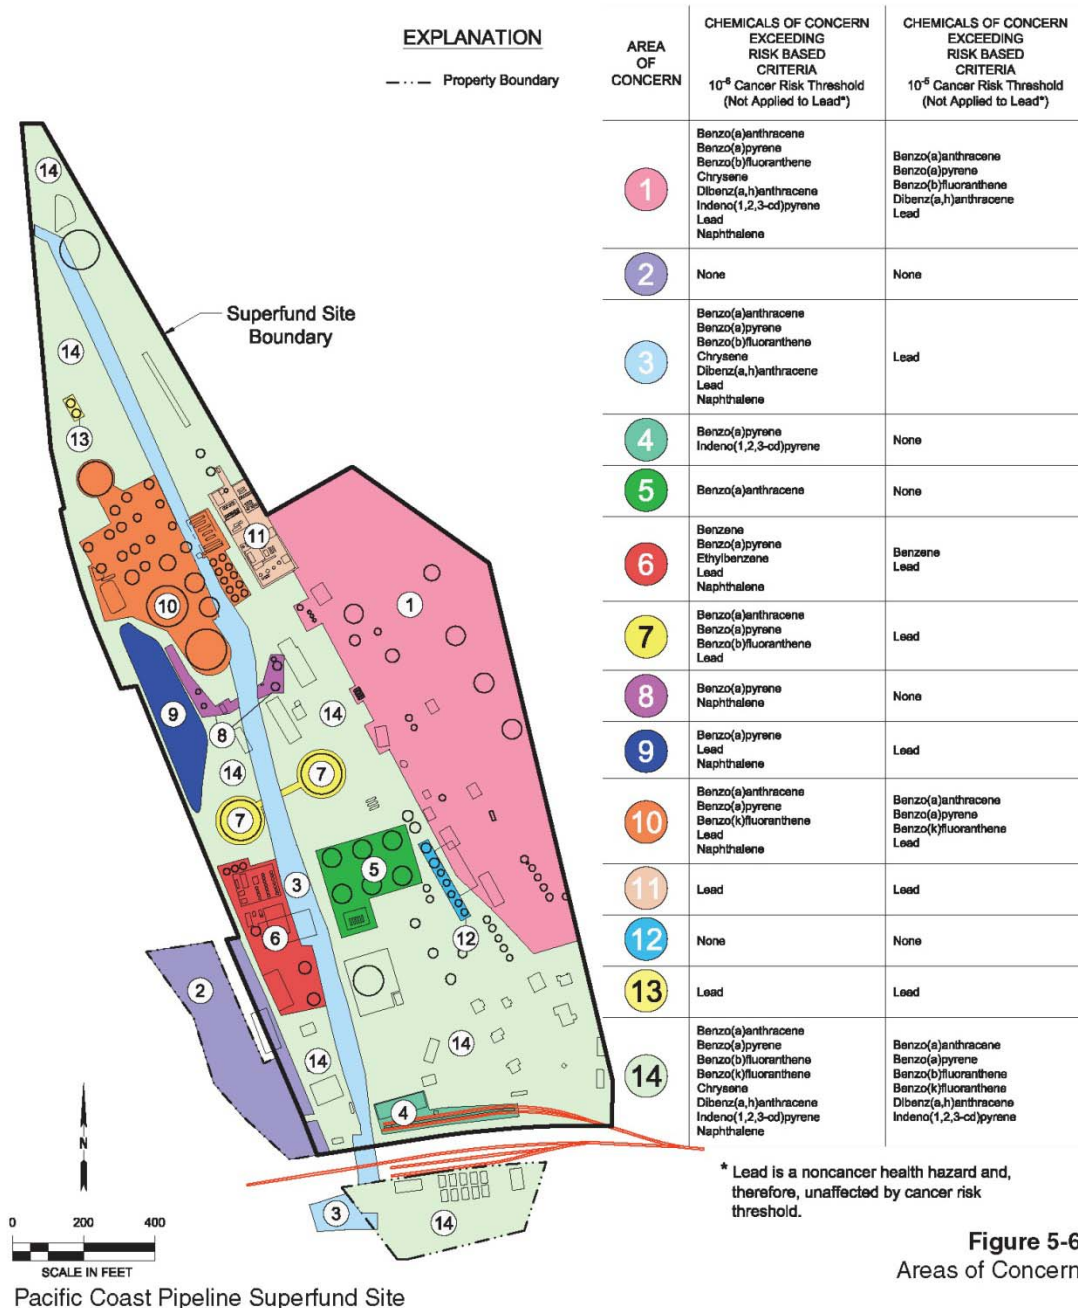 EXPLANATION
Property Boundary
Superfund Site
Boundary
14
14
13
11
10
1
9
8
14
14
7
7
3
5
6
12
2
14
14
4
3
14
N
0 200 400
SCALE IN FEET
Pacific Coast Pipeline Superfund Site
AREA
OF
CONCERN
CHEMICALS OF CONCERN
EXCEEDING
RISK BASED
CRITERIA
10⁻⁶ Cancer Risk Threshold
(Not Applied to Lead*)
CHEMICALS OF CONCERN
EXCEEDING
RISK BASED
CRITERIA
10⁻⁵ Cancer Risk Threshold
(Not Applied to Lead*)
1
Benzo(a)anthracene
Benzo(a)pyrene
Benzo(b)fluoranthene
Chrysene
Dibenz(a,h)anthracene
Indeno(1,2,3-cd)pyrene
Lead
Naphthalene
Benzo(a)anthracene
Benzo(a)pyrene
Benzo(b)fluoranthene
Dibenz(a,h)anthracene
Lead
2
None
None
3
Benzo(a)anthracene
Benzo(a)pyrene
Benzo(b)fluoranthene
Chrysene
Dibenz(a,h)anthracene
Lead
Naphthalene
Lead
4
Benzo(a)pyrene
Indeno(1,2,3-cd)pyrene
None
5
Benzo(a)anthracene
None
6
Benzene
Benzo(a)pyrene
Ethylbenzene
Lead
Naphthalene
Benzene
Lead
7
Benzo(a)anthracene
Benzo(a)pyrene
Benzo(b)fluoranthene
Lead
Lead
8
Benzo(a)pyrene
Naphthalene
None
9
Benzo(a)pyrene
Lead
Naphthalene
Lead
10
Benzo(a)anthracene
Benzo(a)pyrene
Benzo(k)fluoranthene
Lead
Naphthalene
Benzo(a)anthracene
Benzo(a)pyrene
Benzo(k)fluoranthene
Lead
11
Lead
Lead
12
None
None
13
Lead
Lead
14
Benzo(a)anthracene
Benzo(a)pyrene
Benzo(b)fluoranthene
Benzo(k)fluoranthene
Chrysene
Dibenz(a,h)anthracene
Indeno(1,2,3-cd)pyrene
Naphthalene
Benzo(a)anthracene
Benzo(a)pyrene
Benzo(b)fluoranthene
Benzo(k)fluoranthene
Dibenz(a,h)anthracene
Indeno(1,2,3-cd)pyrene
* Lead is a noncancer health hazard and,
therefore, unaffected by cancer risk
threshold.
Figure 5-6
Areas of Concern